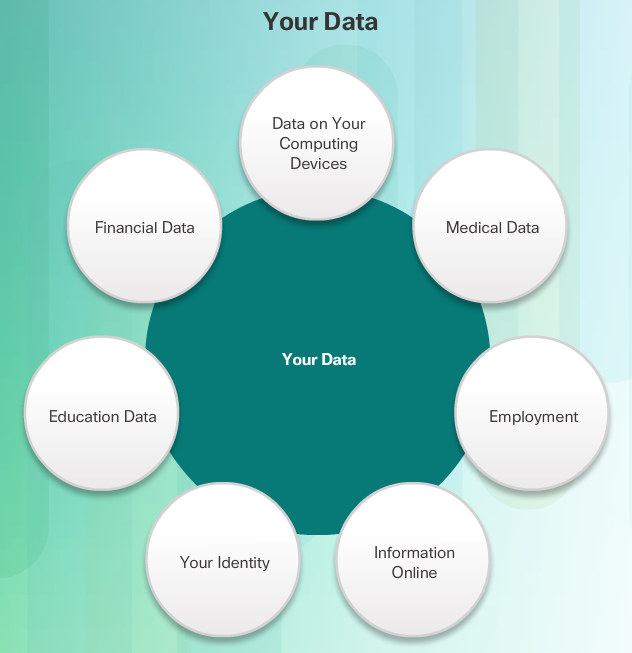 Your Data
Data on Your
Computing
Devices
Financial Data
Medical Data
Your Data
Education Data
Employment
Your Identity
Information
Online